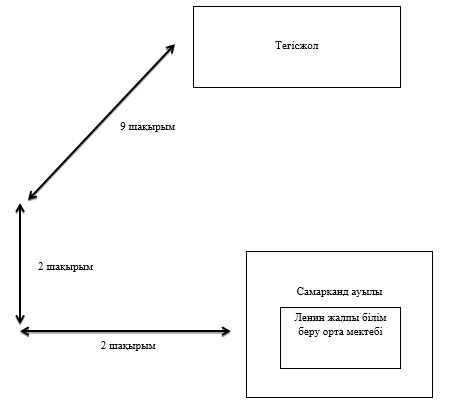 Тегісжол
9 шақырым
2 шақырым
Самарканд ауылы
Ленин жалпы білім
беру орта мектебі
2 шақырым